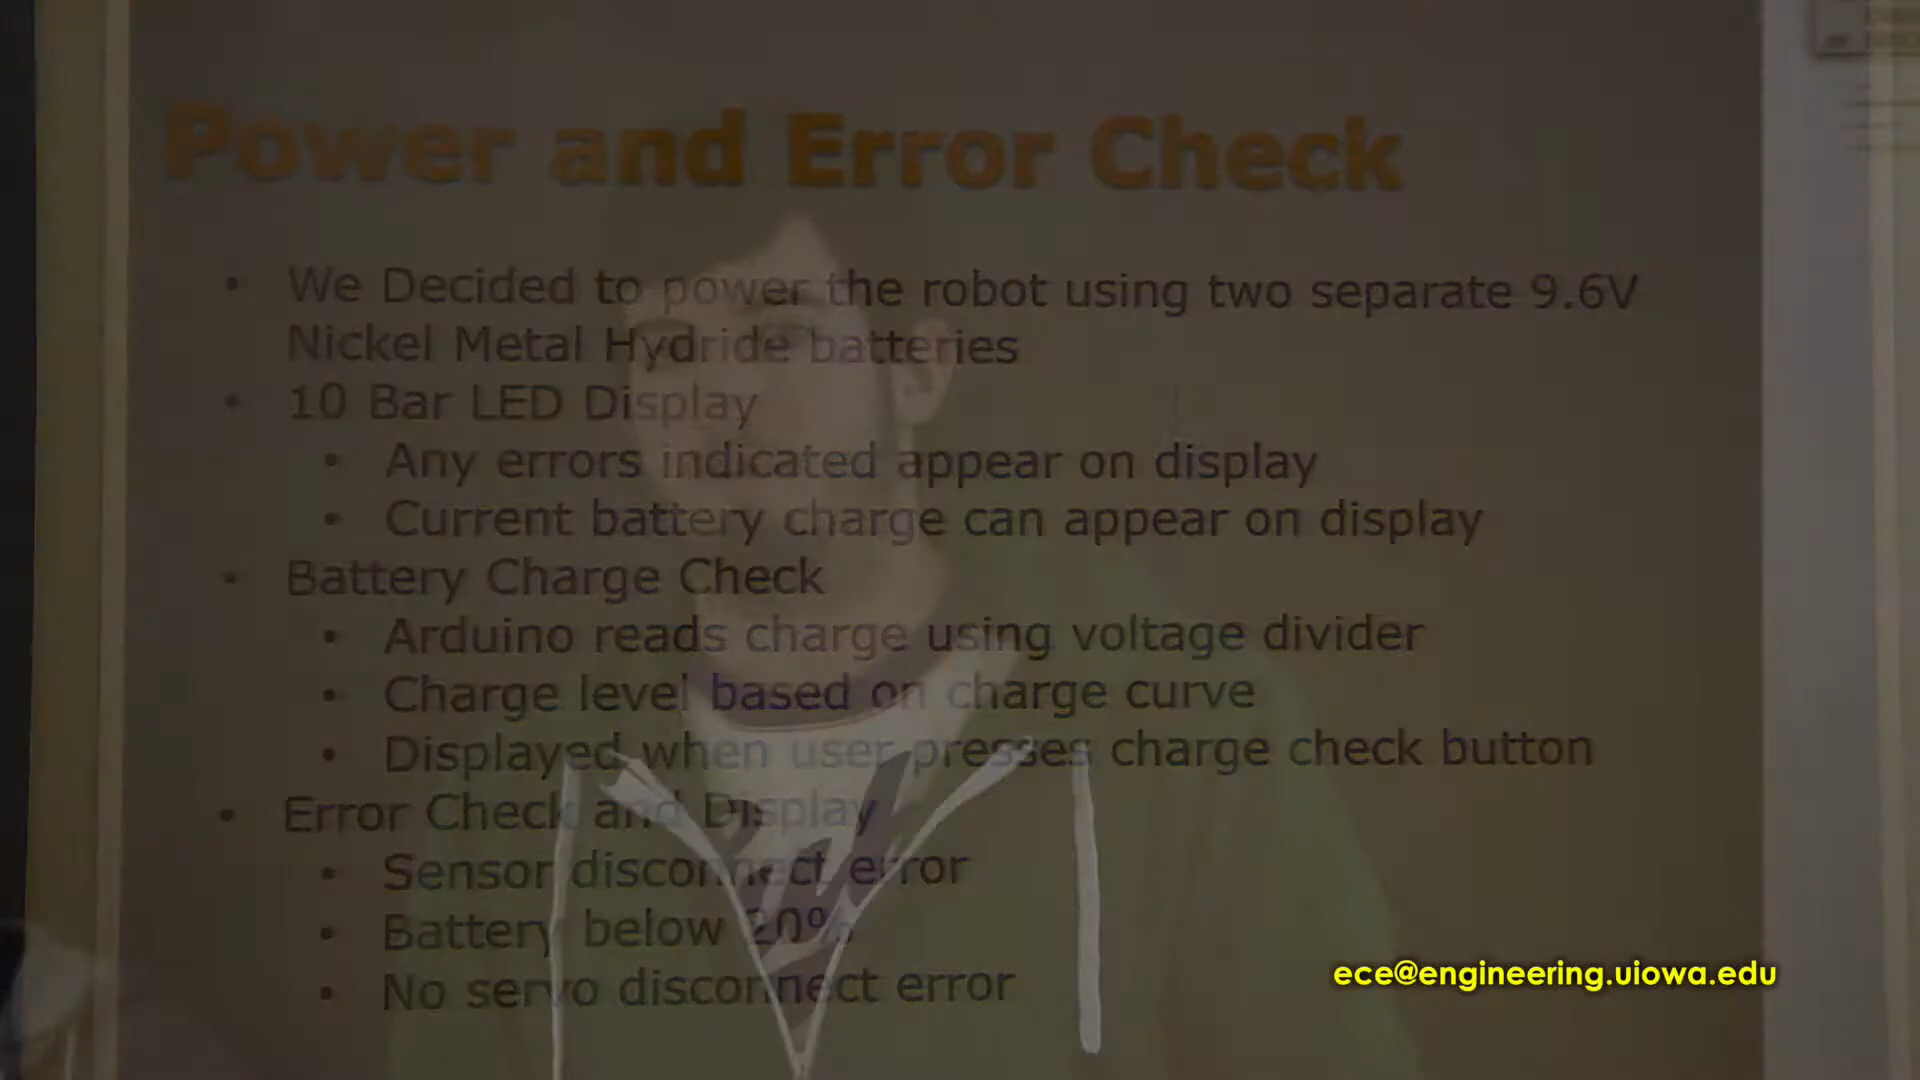 Power and Error Check
• We Decided to power the robot using two separate 9.6V
Nickel Metal Hydride batteries
• 10 Bar LED Display
• Any errors indicated appear on display
• Current battery charge can appear on display
• Battery Charge Check
• Arduino reads charge using voltage divider
• Charge level based on charge curve
• Displayed when user presses charge check button
• Error Check and Display
• Sensor disconnect error
• Battery below 20%
• No servo disconnect error
ece@engineering.uiowa.edu